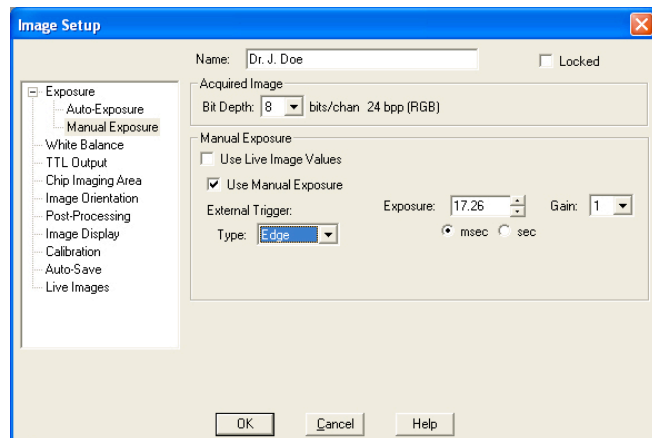 Image Setup
Name: Dr. J. Doe Locked
Exposure
Auto-Exposure
Manual Exposure
White Balance
TTL Output
Chip Imaging Area
Image Orientation
Post-Processing
Image Display
Calibration
Auto-Save
Live Images
Acquired Image
Bit Depth: 8 bits/chan 24 bpp (RGB)
Manual Exposure
Use Live Image Values
Use Manual Exposure
External Trigger: Exposure: 17.26 Gain: 1
Type: Edge msec sec
OK Cancel Help